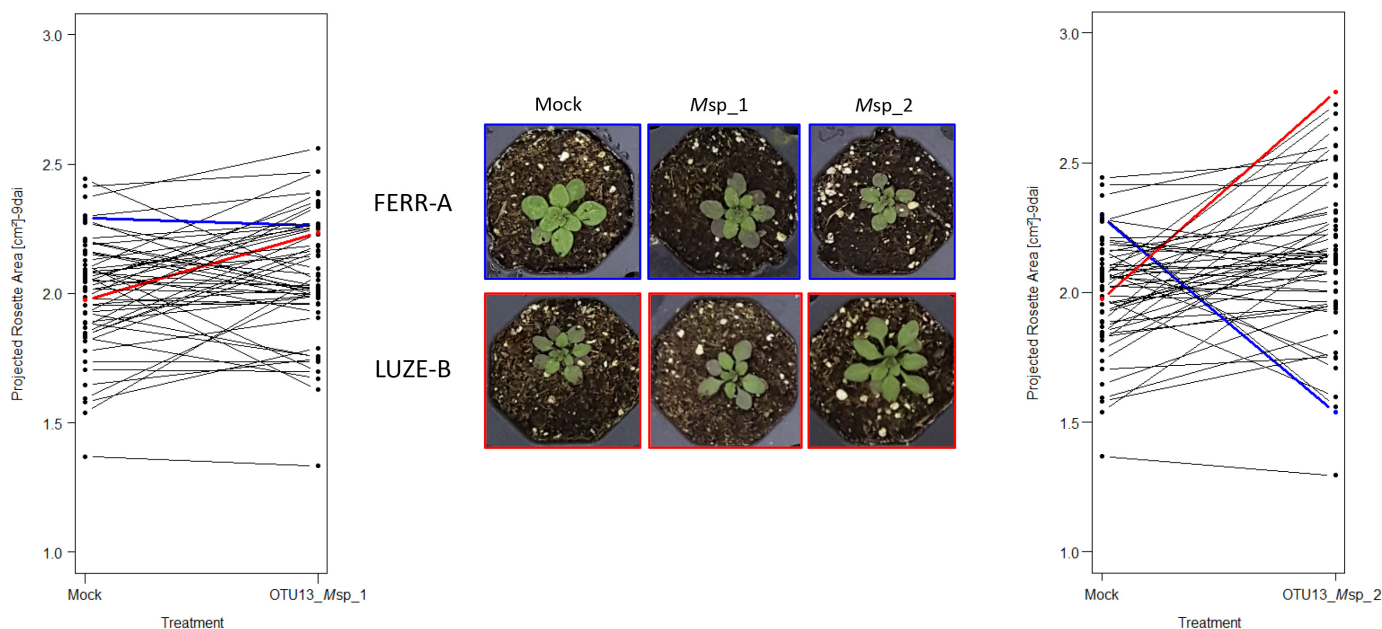 Projected Rosette Area [cm²]-9dai
3.0
2.5
2.0
1.5
1.0
Mock
OTU13_Msp_1
Treatment
Mock
Msp_1
Msp_2
FERR-A
LUZE-B
Projected Rosette Area [cm²]-9dai
3.0
2.5
2.0
1.5
1.0
Mock
OTU13_Msp_2
Treatment